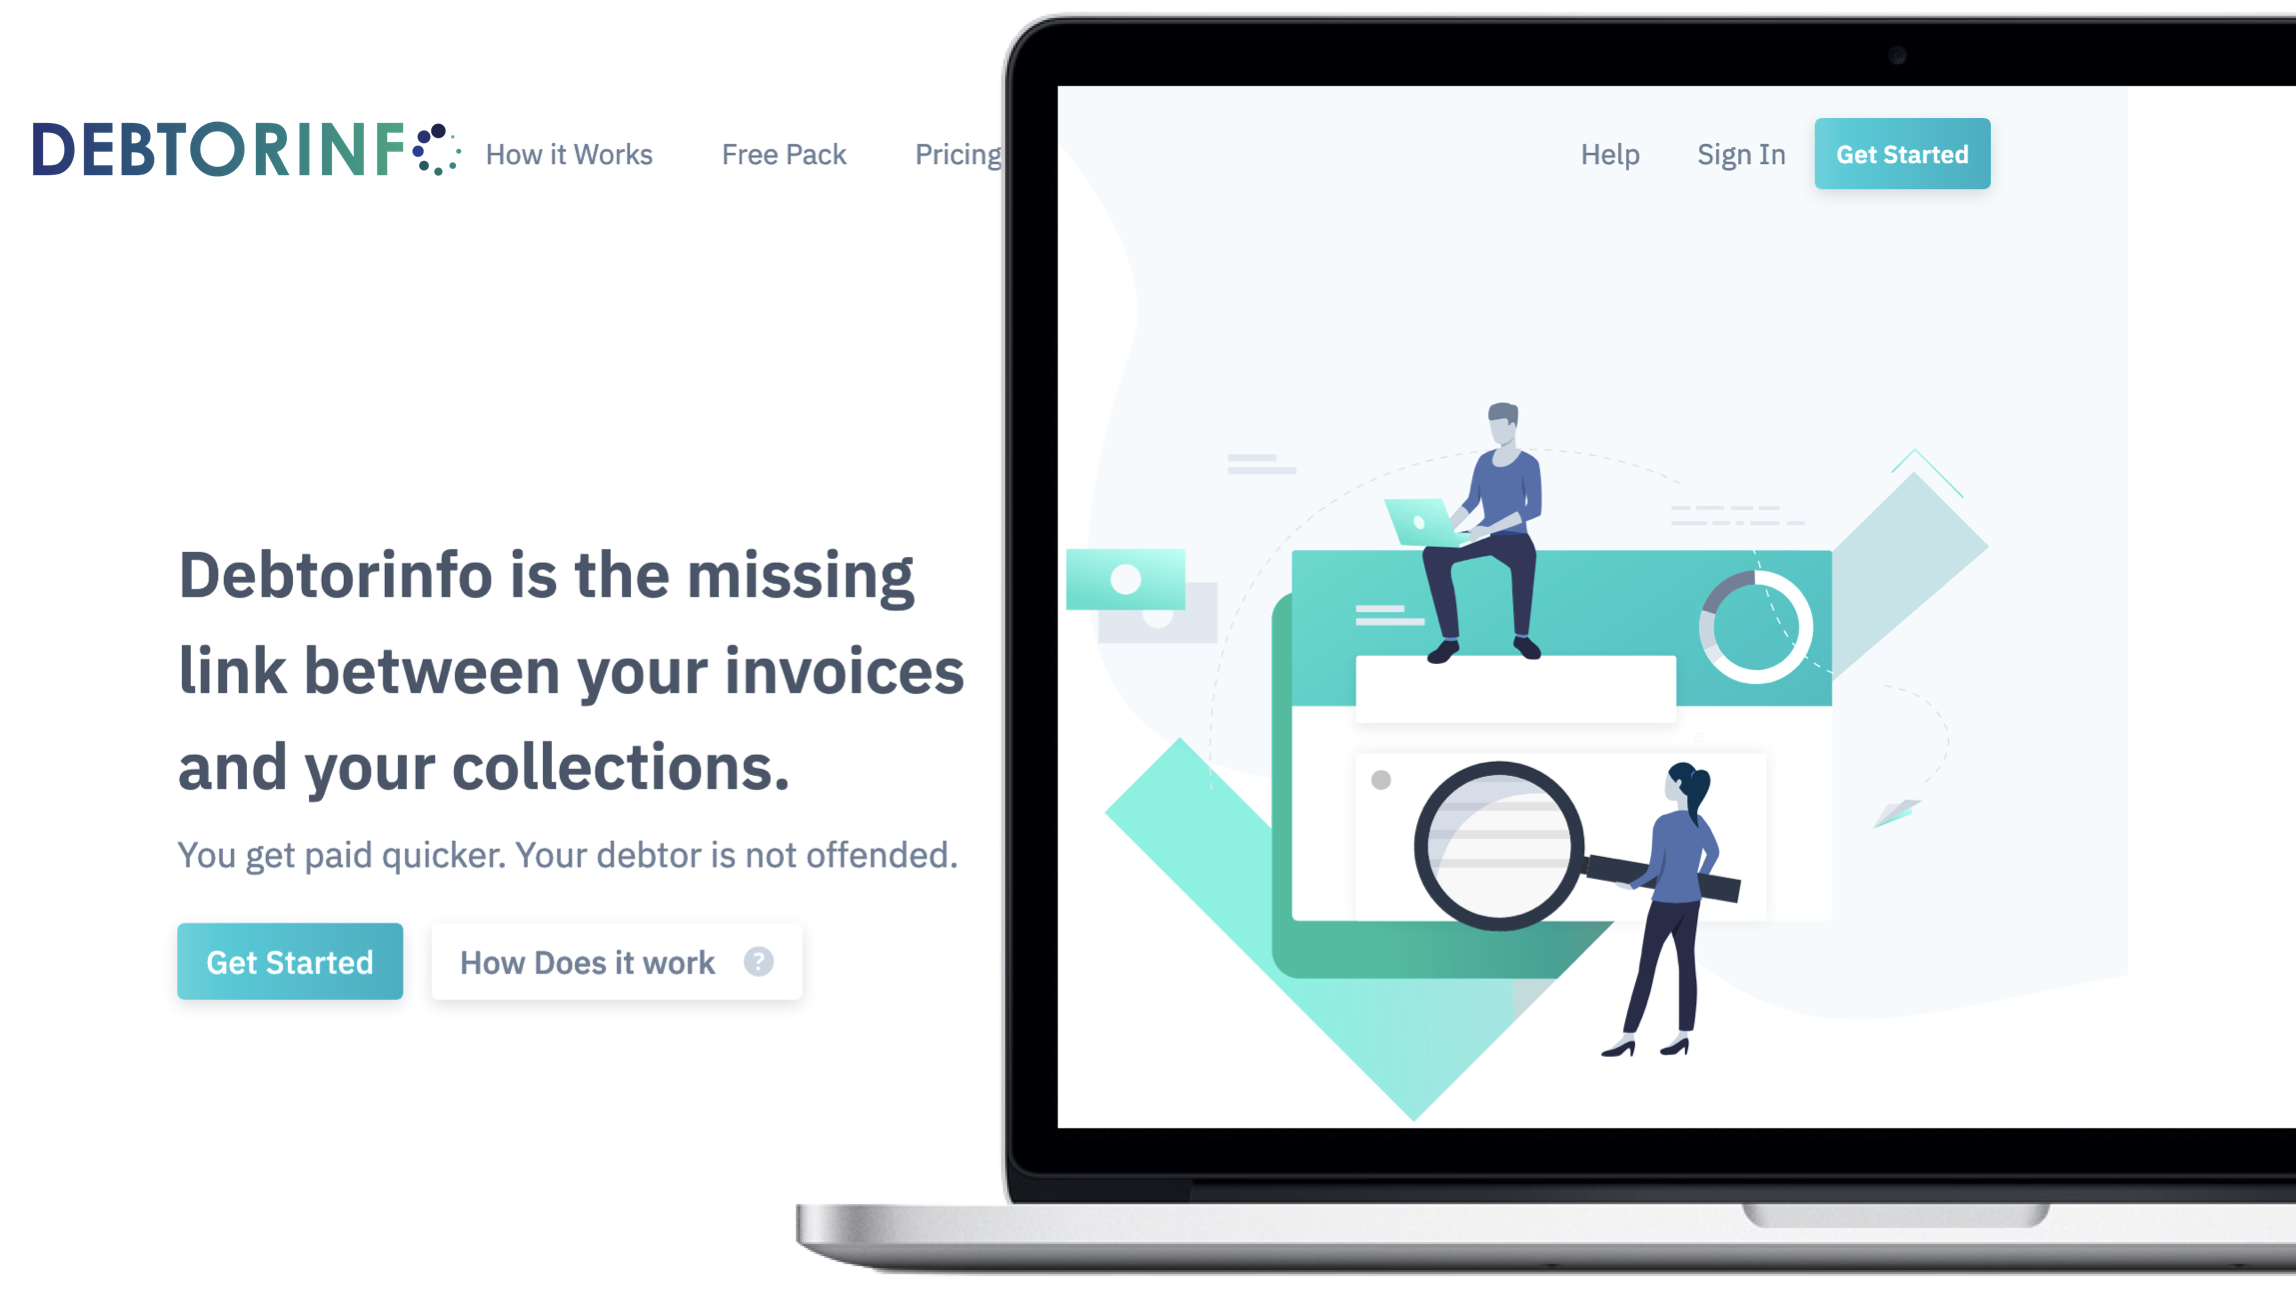 DEBTORINFO
How it Works Free Pack Pricing Help Sign In Get Started
Debtorinfo is the missing
link between your invoices
and your collections.
You get paid quicker. Your debtor is not offended.
Get Started How Does it work ?